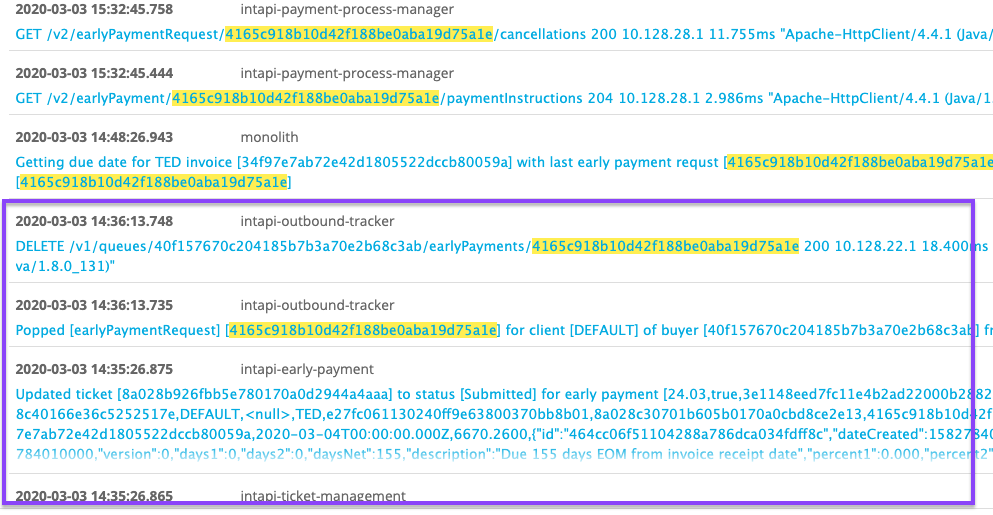 2020-03-03 15:32:45.758 intapi-payment-process-manager
GET /v2/earlyPaymentRequest/4165c918b10d42f188be0aba19d75a1e/cancellations 200 10.128.28.1 11.755ms "Apache-HttpClient/4.4.1 (Java/
2020-03-03 15:32:45.444 intapi-payment-process-manager
GET /v2/earlyPayment/4165c918b10d42f188be0aba19d75a1e/paymentInstructions 204 10.128.28.1 2.986ms "Apache-HttpClient/4.4.1 (Java/1.
2020-03-03 14:48:26.943 monolith
Getting due date for TED invoice [34f97e7ab72e42d1805522dccb80059a] with last early payment requst [4165c918b10d42f188be0aba19d75a1e
[4165c918b10d42f188be0aba19d75a1e]
2020-03-03 14:36:13.748 intapi-outbound-tracker
DELETE /v1/queues/40f157670c204185b7b3a70e2b68c3ab/earlyPayments/4165c918b10d42f188be0aba19d75a1e 200 10.128.22.1 18.400ms
va/1.8.0_131)"
2020-03-03 14:36:13.735 intapi-outbound-tracker
Popped [earlyPaymentRequest] [4165c918b10d42f188be0aba19d75a1e] for client [DEFAULT] of buyer [40f157670c204185b7b3a70e2b68c3ab] fr
2020-03-03 14:35:26.875 intapi-early-payment
Updated ticket [8a028b926fbb5e780170a0d2944a4aaa] to status [Submitted] for early payment [24.03,true,3e1148eed7fc11e4b2ad22000b2882
8c40166e36c5252517e,DEFAULT,<null>,TED,e27fc061130240ff9e63800370bb8b01,8a028c30701b605b0170a0cbd8ce2e13,4165c918b10d42f
7e7ab72e42d1805522dccb80059a,2020-03-04T00:00:00.000Z,6670.2600,{"id":"464cc06f51104288a786dca034fdff8c","dateCreated":15827840
784010000,"version":0,"days1":0,"days2":0,"daysNet":155,"description":"Due 155 days EOM from invoice receipt date","percent1":0.000,"percent2"
2020-03-03 14:35:26.865 intapi-ticket-management